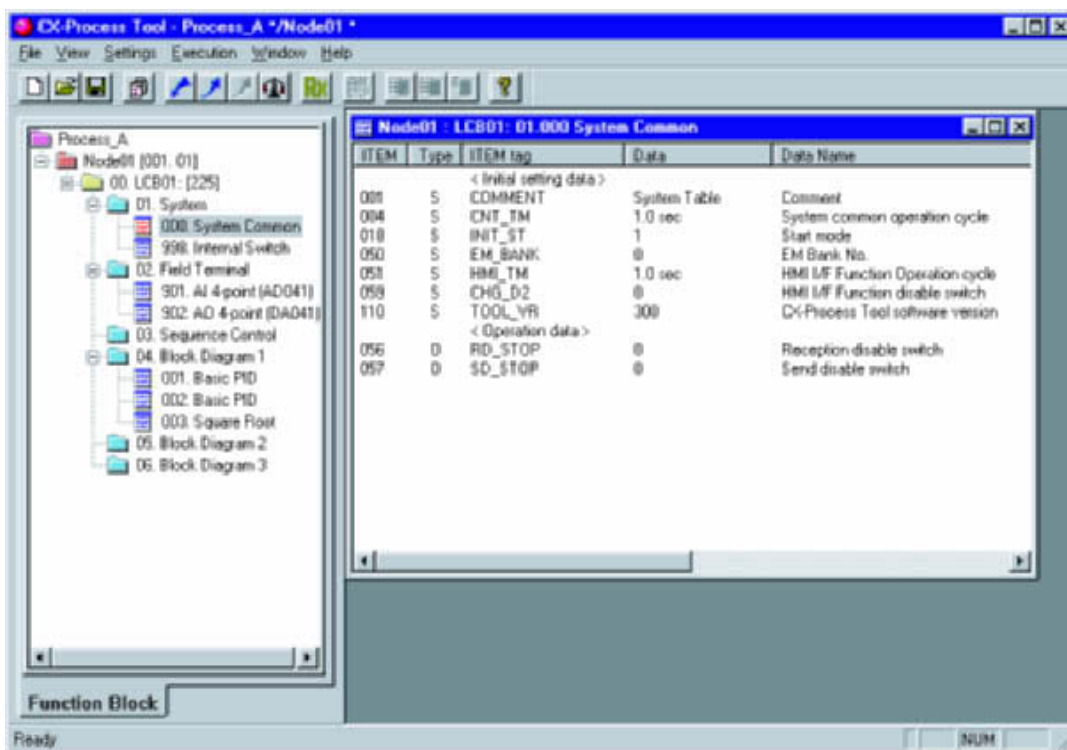 CX-Process Tool - Process_A */Node01 *
File View Settings Execution Window Help
Rx
?
Process_A
Node01 [001. 01]
00. LCB01: [225]
01. System
000. System Common
998. Internal Switch
02. Field Terminal
901. AI 4-point (AD041)
902. AO 4-point (DA041)
03. Sequence Control
04. Block Diagram 1
001. Basic PID
002. Basic PID
003. Square Root
05. Block Diagram 2
06. Block Diagram 3
Function Block
Node01 : LCB01: 01.000 System Common
ITEM Type ITEM tag Data Data Name
< Initial setting data >
001 S COMMENT System Table Comment
004 S CNT_TM 1.0 sec System common operation cycle
018 S INIT_ST 1 Start mode
050 S EM_BANK 0 EM Bank No.
051 S HMI_TM 1.0 sec HMI I/F Function Operation cycle
059 S CHG_D2 0 HMI I/F Function disable switch
110 S TOOL_VR 300 CX-Process Tool software version
< Operation data >
056 D RD_STOP 0 Reception disable switch
057 D SD_STOP 0 Send disable switch
Ready
NUM